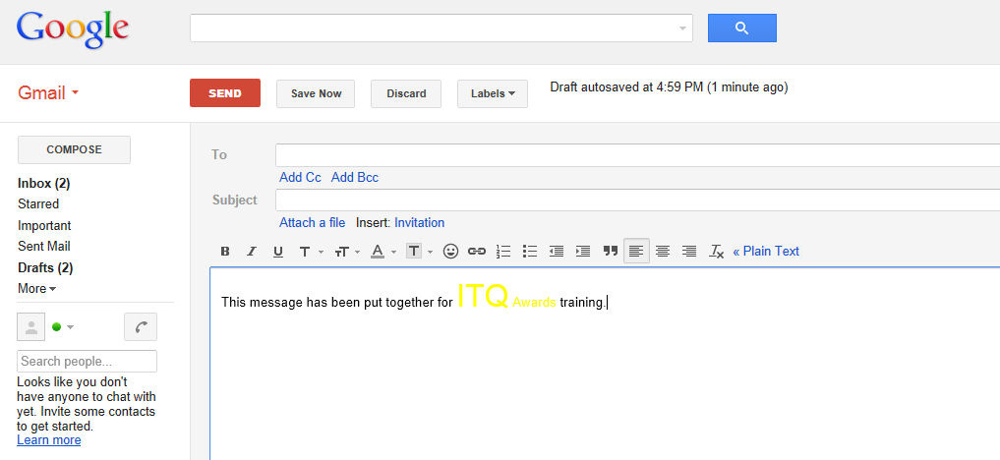 Google
Gmail
SEND Save Now Discard Labels Draft autosaved at 4:59 PM (1 minute ago)
COMPOSE
Inbox (2)
Starred
Important
Sent Mail
Drafts (2)
More
Search people...
Looks like you don't
have anyone to chat with
yet. Invite some contacts
to get started.
Learn more
To
Add Cc Add Bcc
Subject
Attach a file Insert: Invitation
B I U T TT A T « Plain Text
This message has been put together for ITQ Awards training.